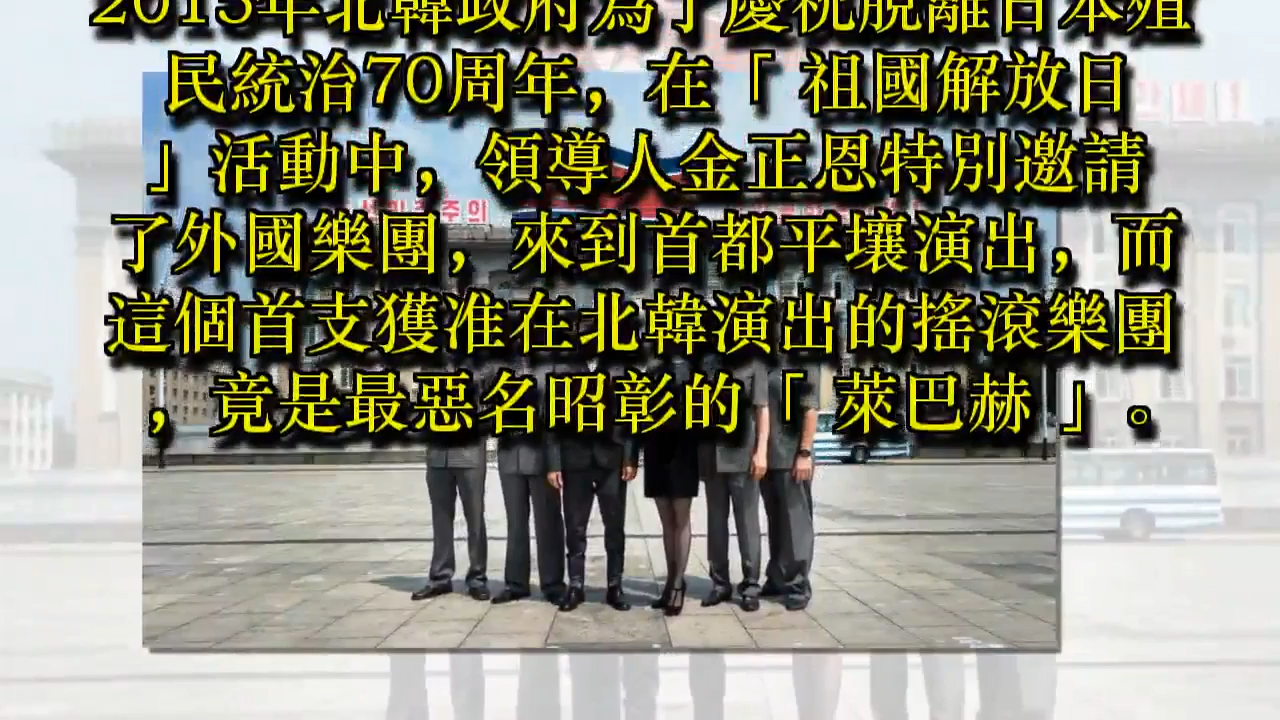 2015年北韓政府為了慶祝脫離日本殖
民統治70周年，在「 祖國解放日
」活動中，領導人金正恩特別邀請
了外國樂團，來到首都平壤演出，而
這個首支獲准在北韓演出的搖滾樂團
，竟是最惡名昭彰的「 萊巴赫 」。